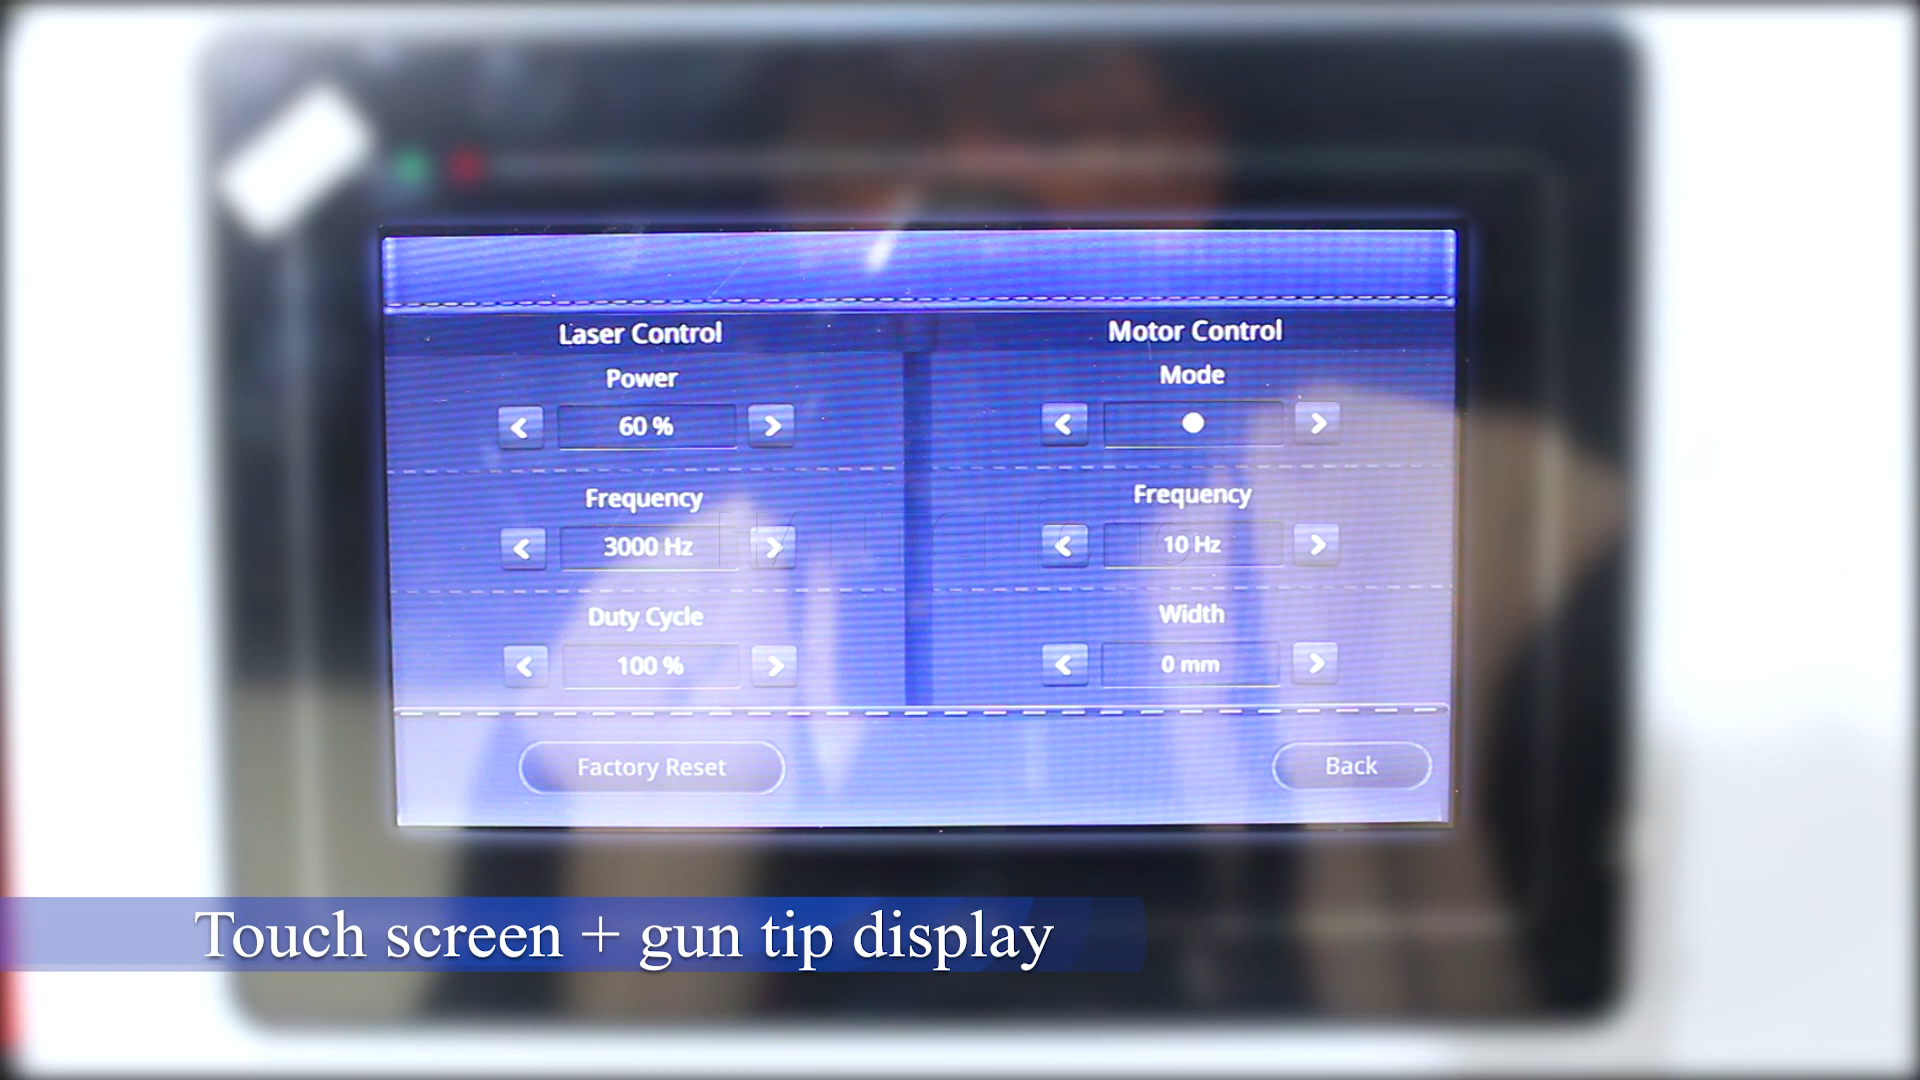 Laser Control
Power
60 %
Frequency
3000 Hz
Duty Cycle
100 %
Motor Control
Mode
Frequency
10 Hz
Width
0 mm
Factory Reset
Back
Touch screen + gun tip display